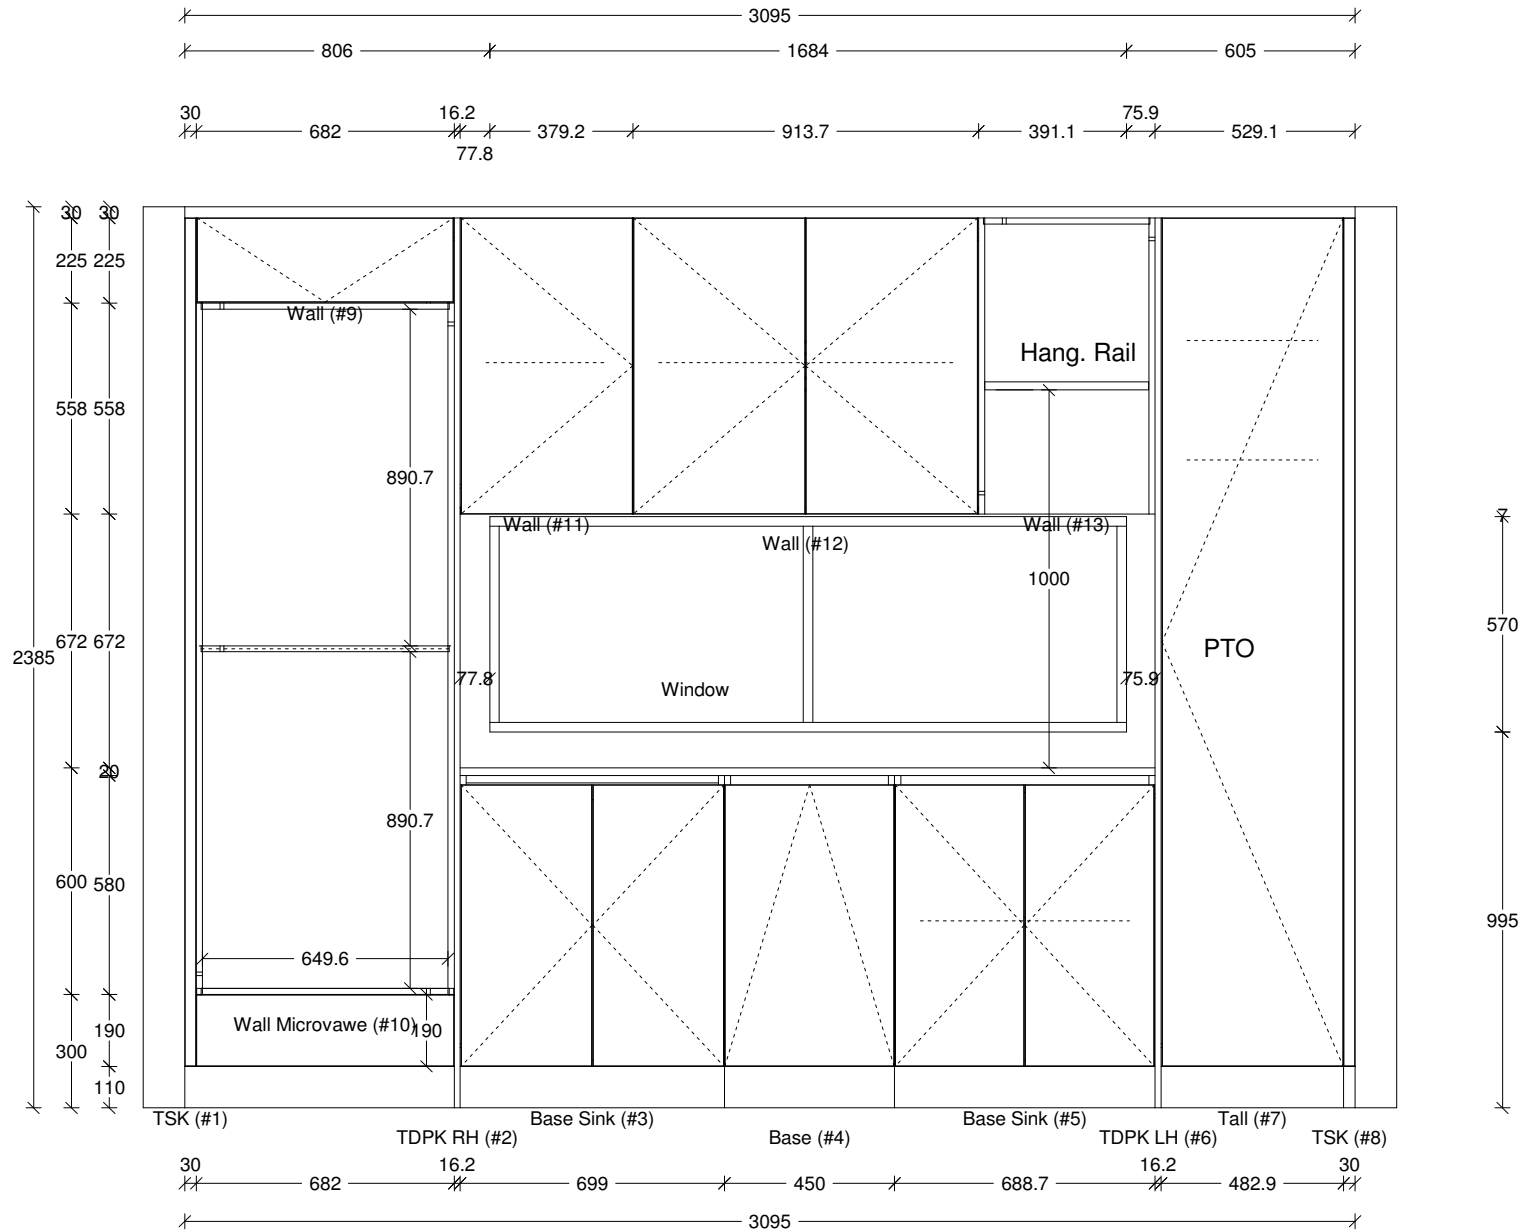 3095
806 1684 605
30 16.2 75.9
682 379.2 913.7 391.1 529.1
77.8
30 30
225 225
Wall (#9)
Hang. Rail
558 558
890.7
7
Wall (#11) Wall (#13)
Wall (#12)
1000
570
672 672
2385
PTO
77.8 75.9
Window
20
890.7
600 580
995
649.6
Wall Microvawe (#10) 190
190
300
110
TSK (#1) Base Sink (#3) Base Sink (#5) Tall (#7)
TDPK RH (#2) Base (#4) TDPK LH (#6) TSK (#8)
30 16.2 16.2 30
682 699 450 688.7 482.9
3095